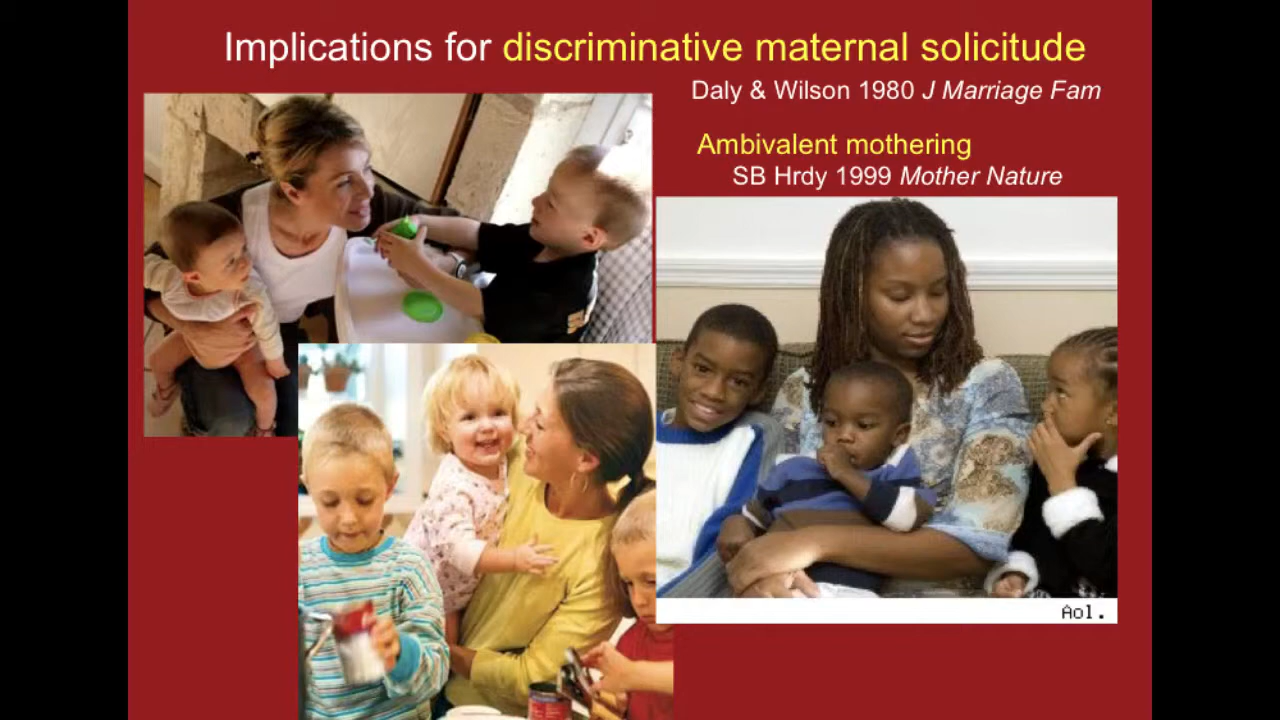 Implications for discriminative maternal solicitude
Daly & Wilson 1980 J Marriage Fam
Ambivalent mothering
SB Hrdy 1999 Mother Nature
Aol.